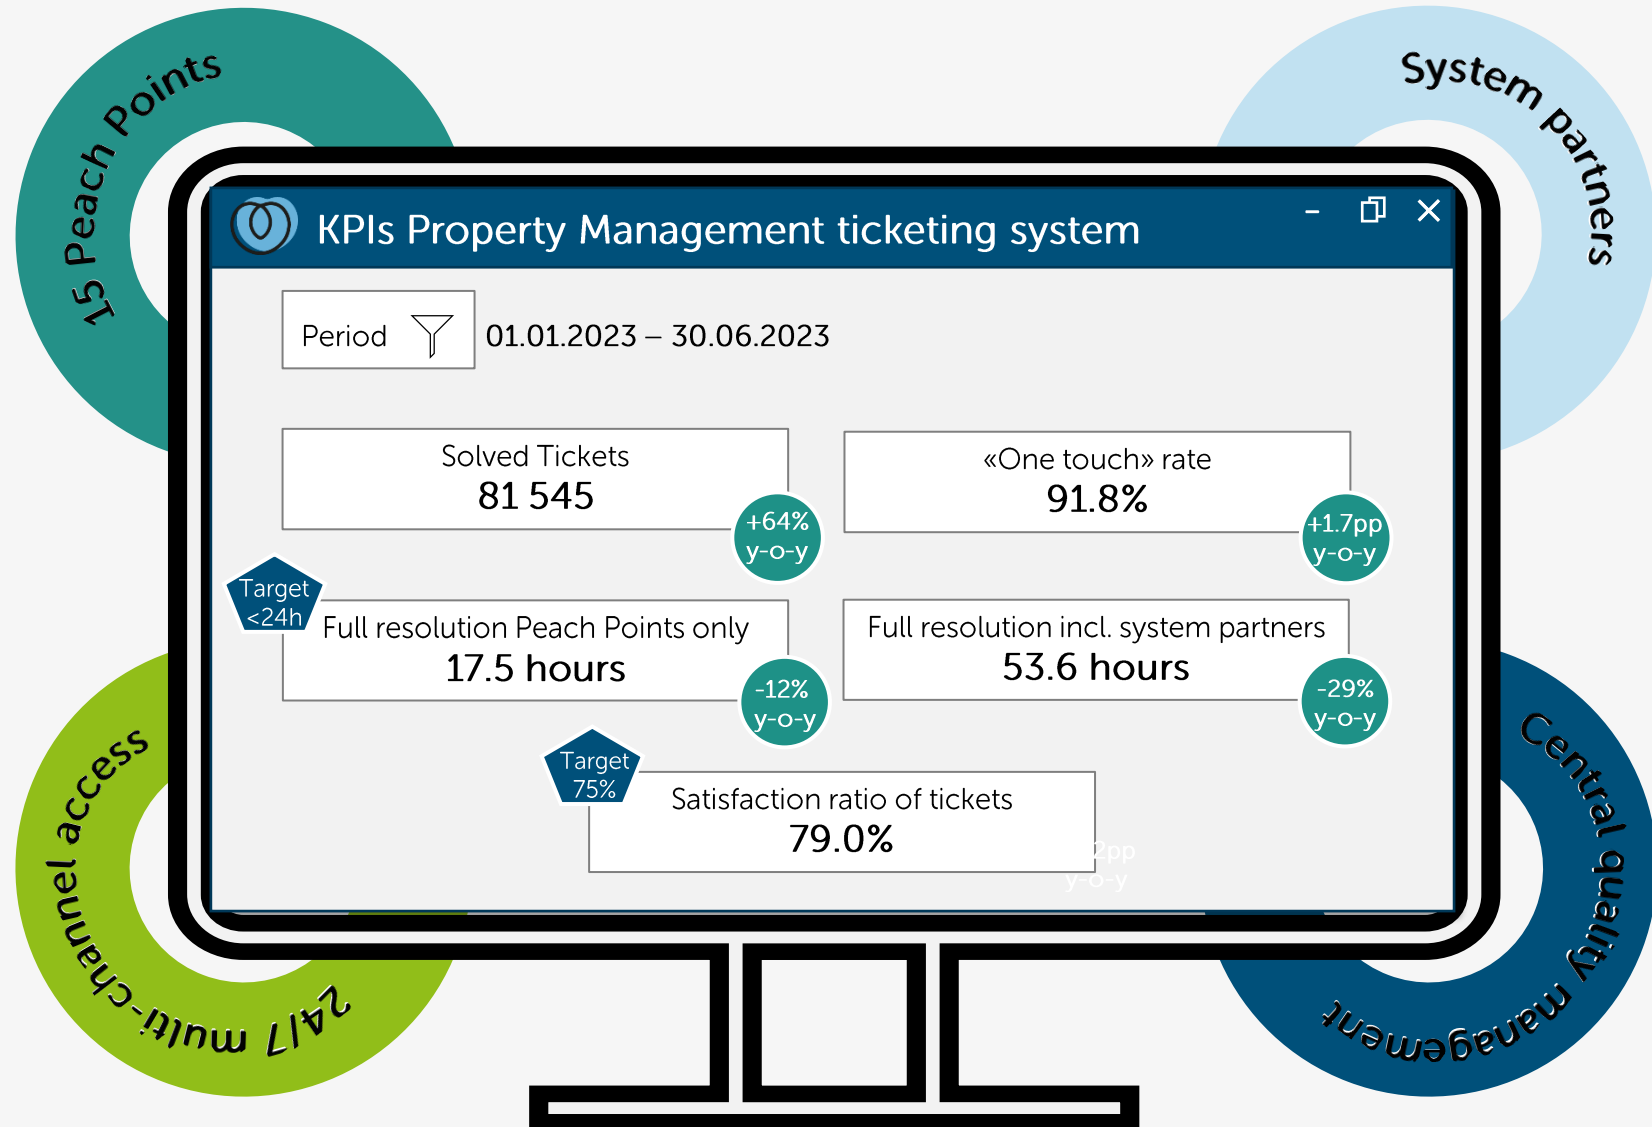 15 Peach Points
System partners
KPIs Property Management ticketing system
Period
01.01.2023 – 30.06.2023
Solved Tickets
81 545
+64%
y-o-y
«One touch» rate
91.8%
+1.7pp
y-o-y
Target
<24h
Full resolution Peach Points only
17.5 hours
-12%
y-o-y
Full resolution incl. system partners
53.6 hours
-29%
y-o-y
Target
75%
Satisfaction ratio of tickets
79.0%
2pp
y-o-y
24/7 multi-channel access
Central quality management